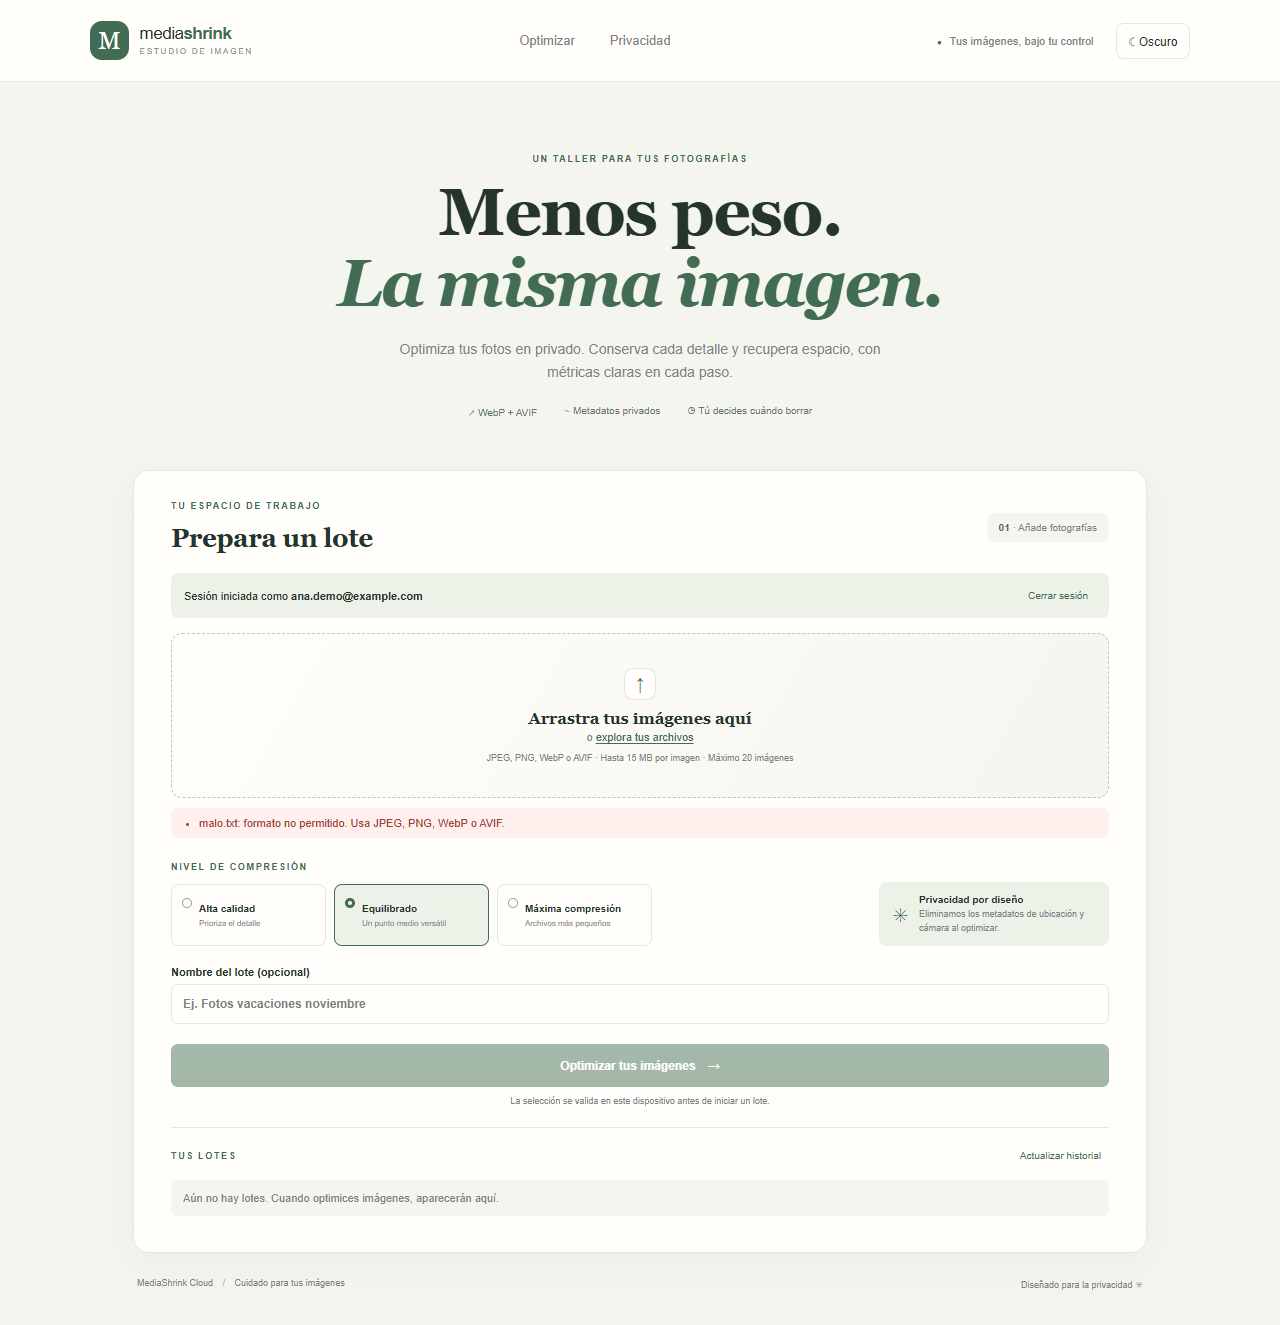 M
mediashrink
ESTUDIO DE IMAGEN
Optimizar
Privacidad
• Tus imágenes, bajo tu control
☾ Oscuro
UN TALLER PARA TUS FOTOGRAFÍAS
Menos peso.
La misma imagen.
Optimiza tus fotos en privado. Conserva cada detalle y recupera espacio, con
métricas claras en cada paso.
↗ WebP + AVIF
~ Metadatos privados
◷ Tú decides cuándo borrar
TU ESPACIO DE TRABAJO
Prepara un lote
01 · Añade fotografías
Sesión iniciada como ana.demo@example.com
Cerrar sesión
↑
Arrastra tus imágenes aquí
o explora tus archivos
JPEG, PNG, WebP o AVIF · Hasta 15 MB por imagen · Máximo 20 imágenes
• malo.txt: formato no permitido. Usa JPEG, PNG, WebP o AVIF.
NIVEL DE COMPRESIÓN
Alta calidad
Prioriza el detalle
Equilibrado
Un punto medio versátil
Máxima compresión
Archivos más pequeños
✳ Privacidad por diseño
Eliminamos los metadatos de ubicación y
cámara al optimizar.
Nombre del lote (opcional)
Ej. Fotos vacaciones noviembre
Optimizar tus imágenes →
La selección se valida en este dispositivo antes de iniciar un lote.
TUS LOTES
Actualizar historial
Aún no hay lotes. Cuando optimices imágenes, aparecerán aquí.
MediaShrink Cloud / Cuidado para tus imágenes
Diseñado para la privacidad ✳